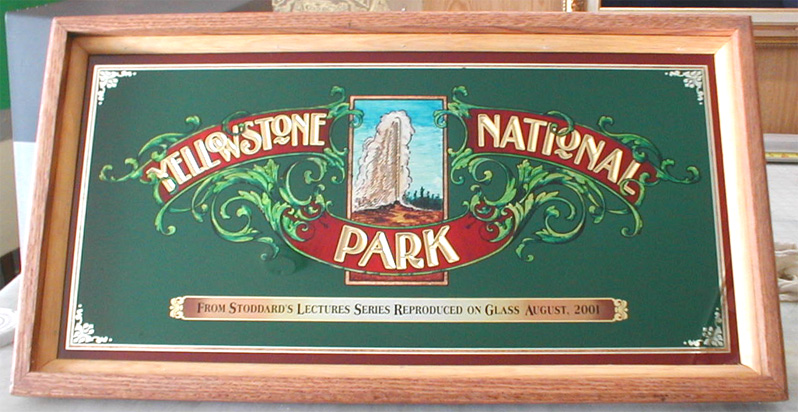 YELLOWSTONE NATIONAL
PARK
FROM STODDARD'S LECTURES SERIES REPRODUCED ON GLASS AUGUST, 2001